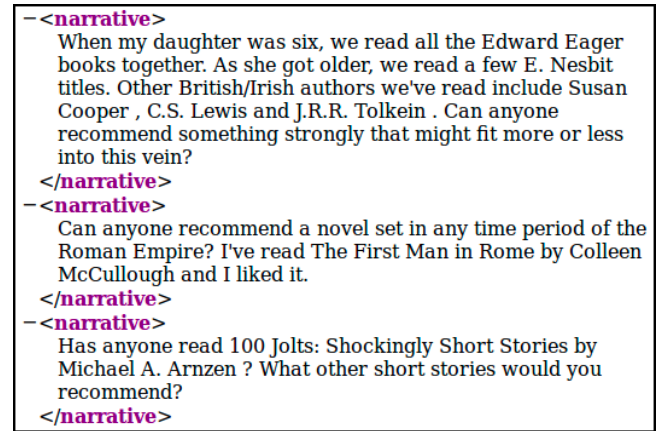 −<narrative>
When my daughter was six, we read all the Edward Eager
books together. As she got older, we read a few E. Nesbit
titles. Other British/Irish authors we've read include Susan
Cooper , C.S. Lewis and J.R.R. Tolkein . Can anyone
recommend something strongly that might fit more or less
into this vein?
</narrative>
−<narrative>
Can anyone recommend a novel set in any time period of the
Roman Empire? I've read The First Man in Rome by Colleen
McCullough and I liked it.
</narrative>
−<narrative>
Has anyone read 100 Jolts: Shockingly Short Stories by
Michael A. Arnzen ? What other short stories would you
recommend?
</narrative>